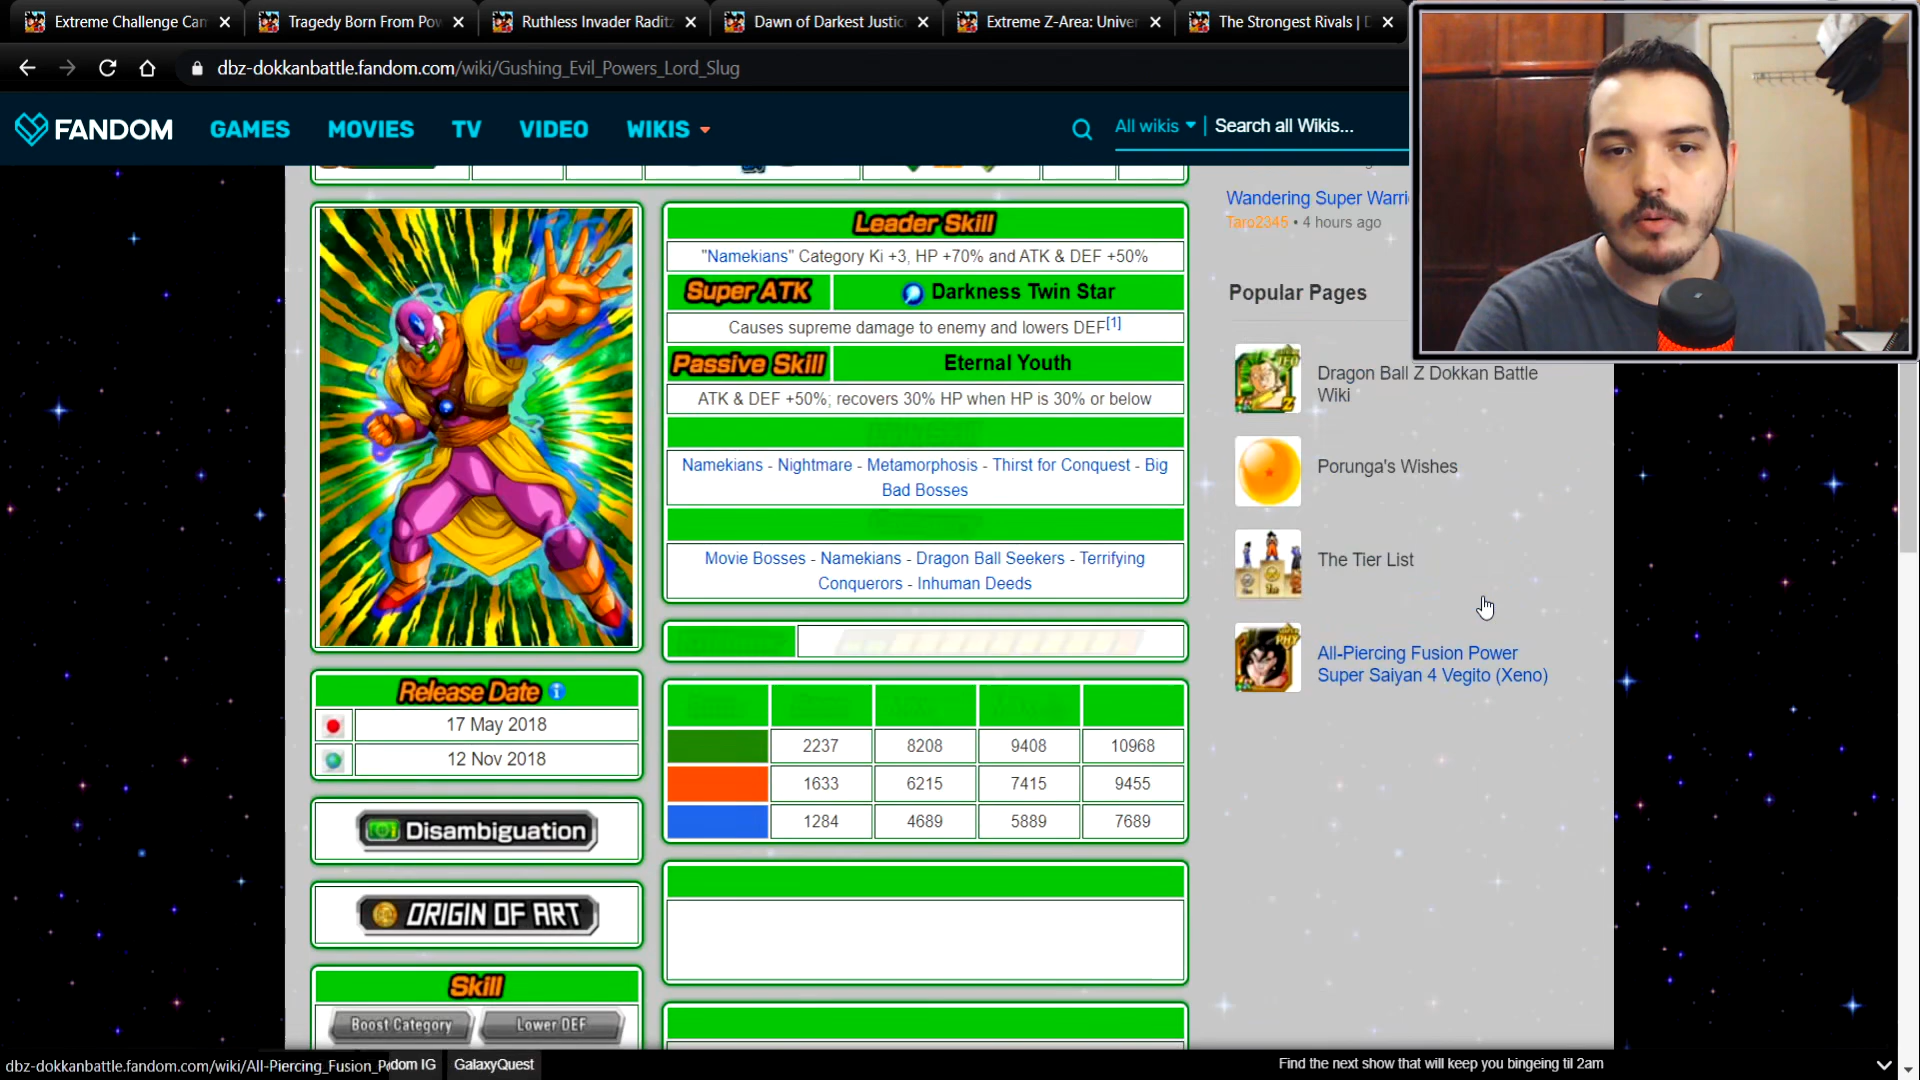 Extreme Challenge Cam
Tragedy Born From Pow
Ruthless Invader Raditz
Dawn of Darkest Justice
Extreme Z-Area: Univer
The Strongest Rivals | D
dbz-dokkanbattle.fandom.com/wiki/Gushing_Evil_Powers_Lord_Slug
FANDOM
GAMES
MOVIES
TV
VIDEO
WIKIS
All wikis
Search all Wikis...
Leader Skill
"Namekians" Category Ki +3, HP +70% and ATK & DEF +50%
Super ATK
Darkness Twin Star
Causes supreme damage to enemy and lowers DEF[1]
Passive Skill
Eternal Youth
ATK & DEF +50%; recovers 30% HP when HP is 30% or below
Namekians - Nightmare - Metamorphosis - Thirst for Conquest - Big
Bad Bosses
Movie Bosses - Namekians - Dragon Ball Seekers - Terrifying
Conquerors - Inhuman Deeds
2237 8208 9408 10968
1633 6215 7415 9455
1284 4689 5889 7689
Release Date
17 May 2018
12 Nov 2018
Disambiguation
ORIGIN OF ART
Skill
Boost Category
Lower DEF
Wandering Super Warri
Taro2345 • 4 hours ago
Popular Pages
Dragon Ball Z Dokkan Battle
Wiki
Porunga's Wishes
The Tier List
All-Piercing Fusion Power
Super Saiyan 4 Vegito (Xeno)
dbz-dokkanbattle.fandom.com/wiki/All-Piercing_Fusion_P
dom IG
GalaxyQuest
Find the next show that will keep you bingeing til 2am